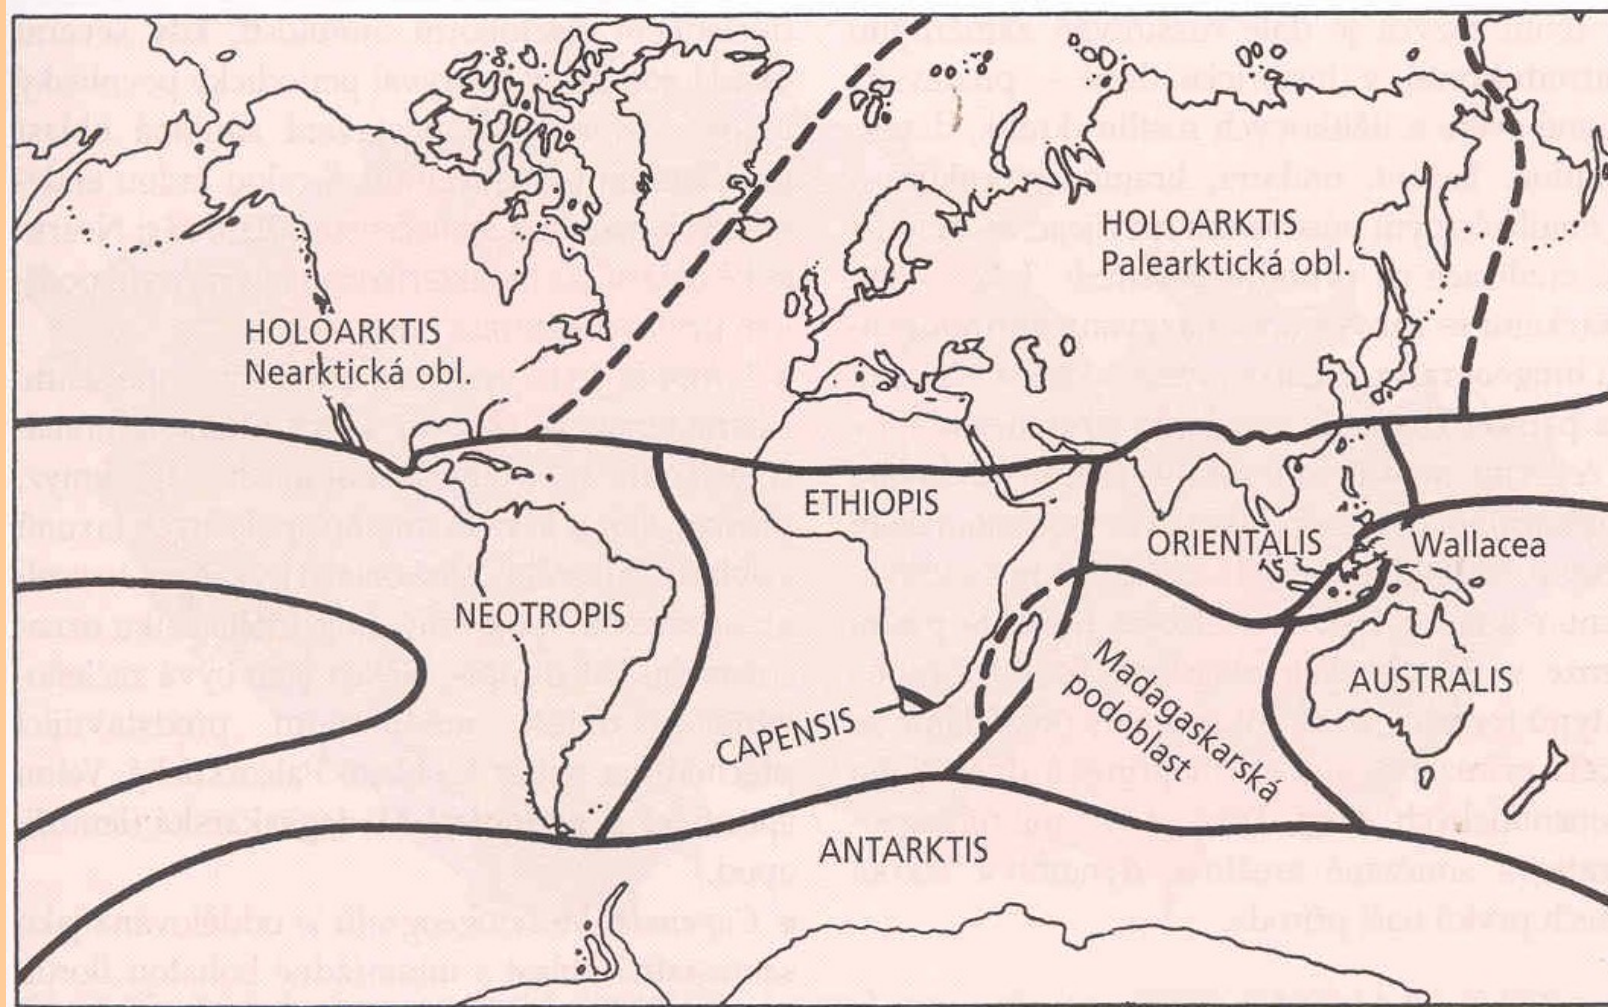 HOLOARKTIS
Nearktická obl.
HOLOARKTIS
Palearktická obl.
ETHIOPIS
ORIENTALIS
Wallacea
NEOTROPIS
CAPENSIS
Madagaskarská
podoblast
AUSTRALIS
ANTARKTIS